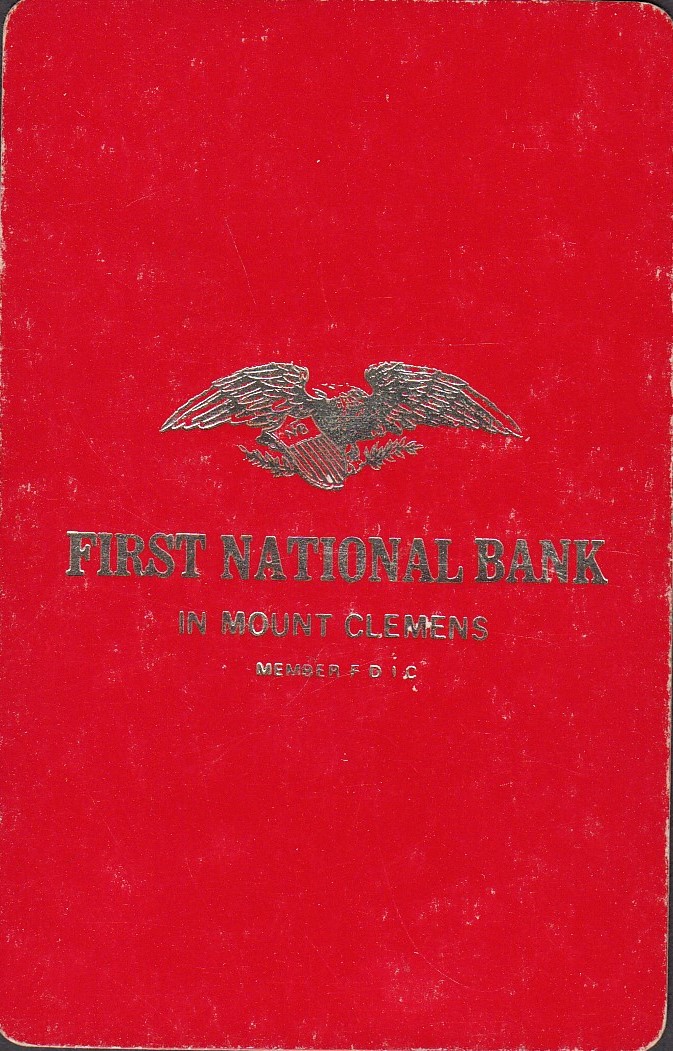 FIRST NATIONAL BANK
IN MOUNT CLEMENS
MEMBER F D I C